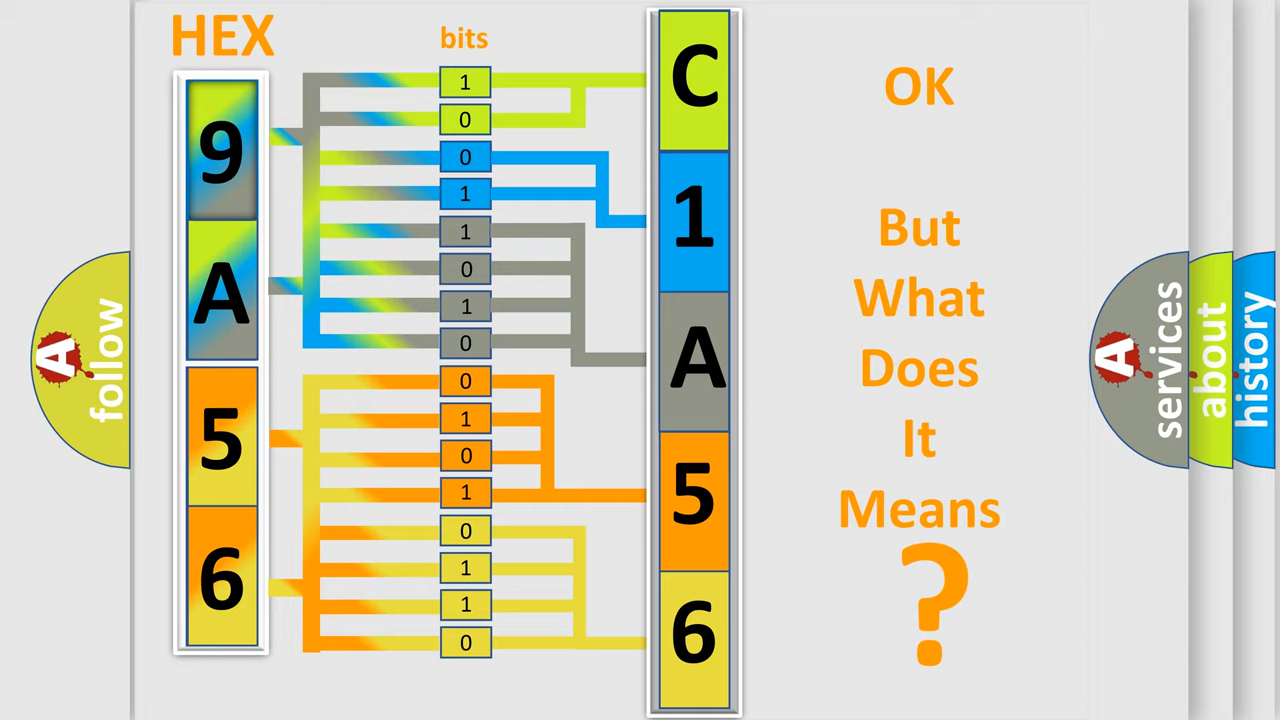 HEX
bits
9
A
5
6
1
0
0
1
1
0
1
0
0
1
0
1
0
1
1
0
C
1
A
5
6
OK
But
What
Does
It
Means
?
A
follow
A
services
about
history